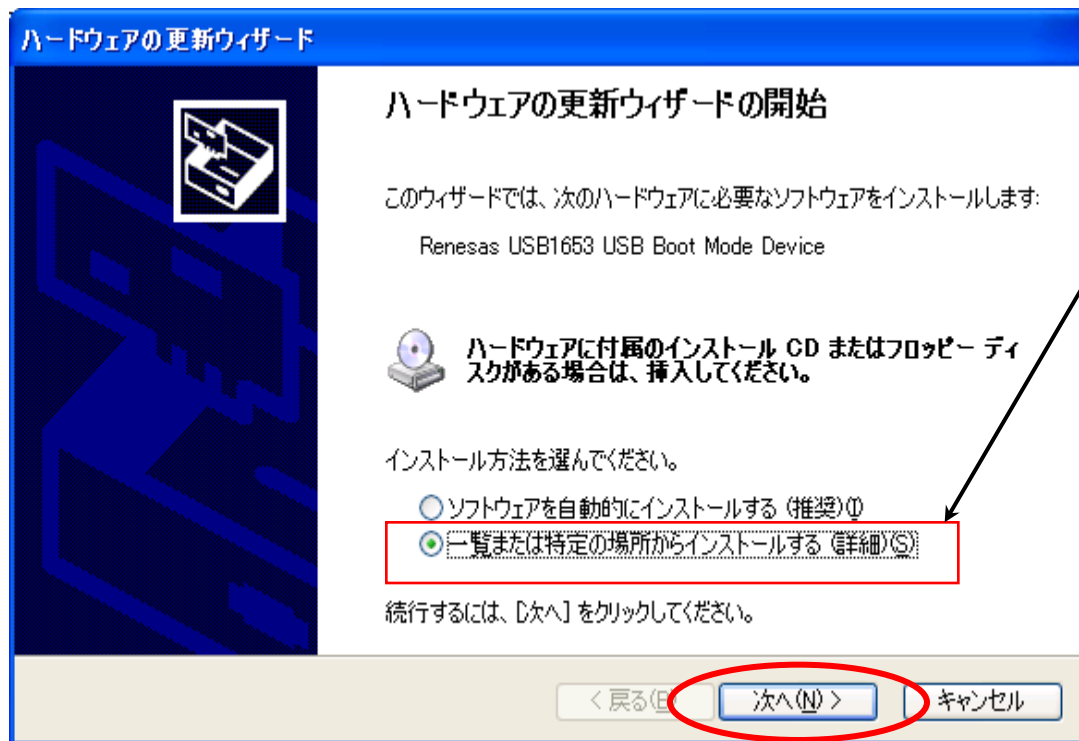 ハードウェアの更新ウィザード
ハードウェアの更新ウィザードの開始
このウィザードでは、次のハードウェアに必要なソフトウェアをインストールします:
Renesas USB1653 USB Boot Mode Device
ハードウェアに付属のインストール CD またはフロッピー ディ
スクがある場合は、挿入してください。
インストール方法を選んでください。
ソフトウェアを自動的にインストールする (推奨)(I)
一覧または特定の場所からインストールする (詳細)(S)
続行するには、[次へ] をクリックしてください。
< 戻る(B) 次へ(N) > キャンセル